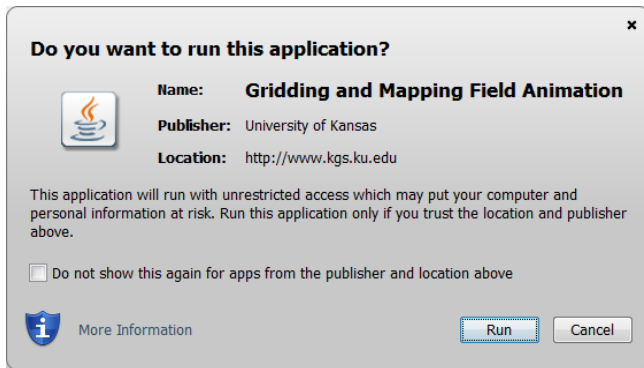 Do you want to run this application?
Name: Gridding and Mapping Field Animation
Publisher: University of Kansas
Location: http://www.kgs.ku.edu
This application will run with unrestricted access which may put your computer and
personal information at risk. Run this application only if you trust the location and publisher
above.
Do not show this again for apps from the publisher and location above
More Information Run Cancel